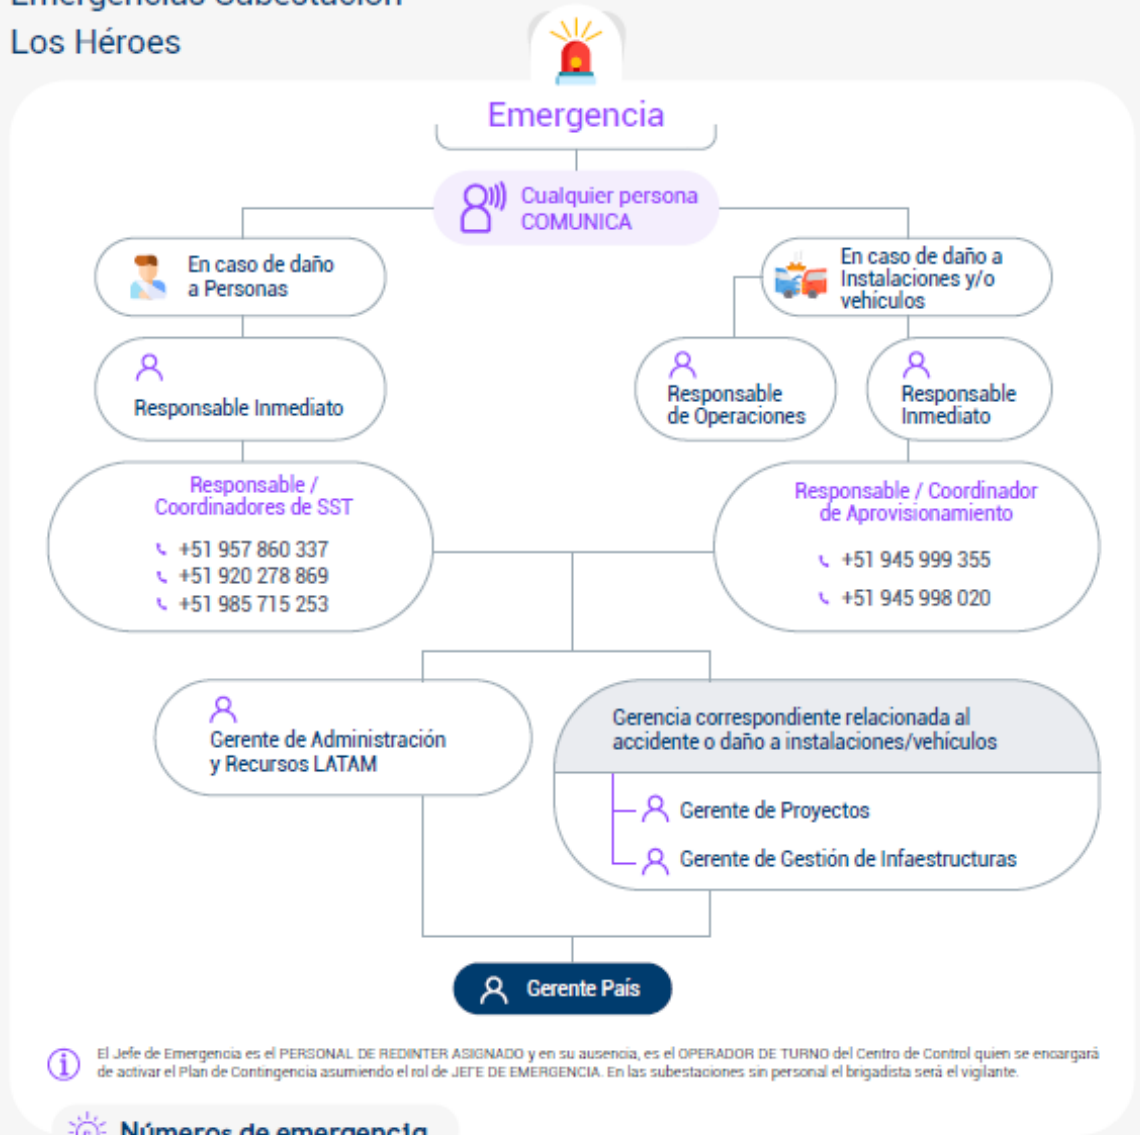 Emergencias Subestación
Los Héroes
Emergencia
Cualquier persona
COMUNICA
En caso de daño
a Personas
En caso de daño a
Instalaciones y/o
vehículos
Responsable Inmediato
Responsable
de Operaciones
Responsable
Inmediato
Responsable /
Coordinadores de SST
+51 957 860 337
+51 920 278 869
+51 985 715 253
Responsable / Coordinador
de Aprovisionamiento
+51 945 999 355
+51 945 998 020
Gerente de Administración
y Recursos LATAM
Gerencia correspondiente relacionada al
accidente o daño a instalaciones/vehículos
Gerente de Proyectos
Gerente de Gestión de Infaestructuras
Gerente País
El Jefe de Emergencia es el PERSONAL DE REDINTER ASIGNADO y en su ausencia, es el OPERADOR DE TURNO del Centro de Control quien se encargará
de activar el Plan de Contingencia asumiendo el rol de JEFE DE EMERGENCIA. En las subestaciones sin personal el brigadista será el vigilante.
Números de emergencia